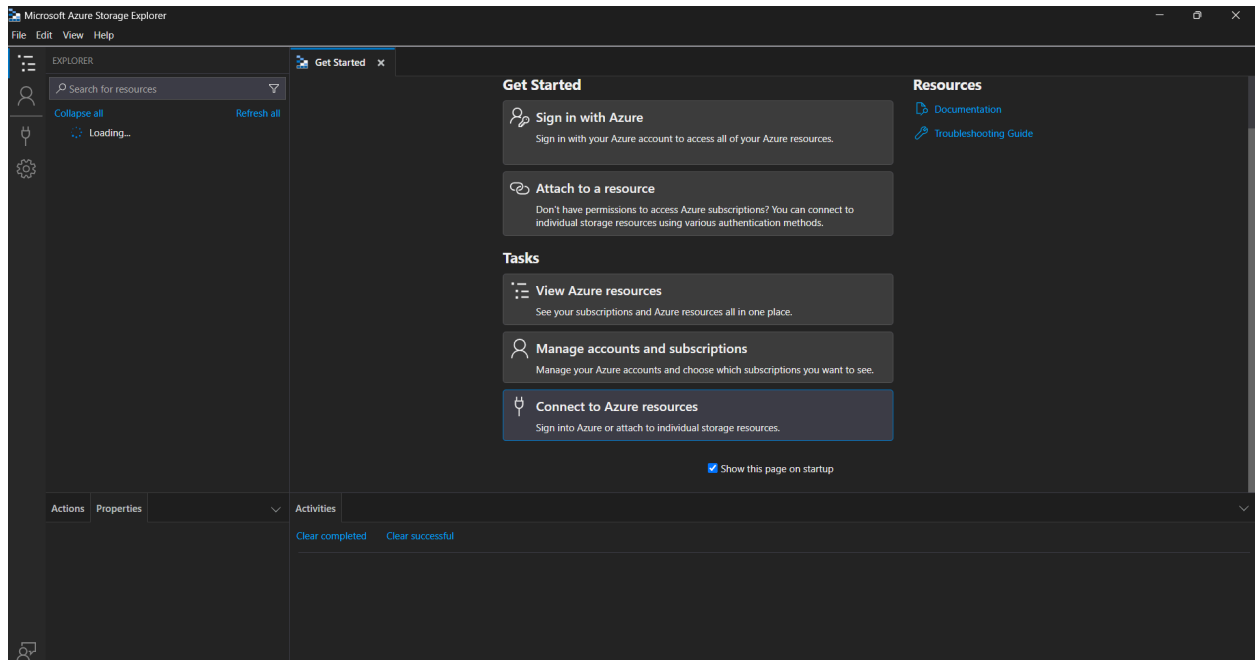 Microsoft Azure Storage Explorer
File Edit View Help
EXPLORER
Search for resources
Collapse all Refresh all
Loading...
Get Started
Get Started
Sign in with Azure
Sign in with your Azure account to access all of your Azure resources.
Attach to a resource
Don't have permissions to access Azure subscriptions? You can connect to
individual storage resources using various authentication methods.
Tasks
View Azure resources
See your subscriptions and Azure resources all in one place.
Manage accounts and subscriptions
Manage your Azure accounts and choose which subscriptions you want to see.
Connect to Azure resources
Sign into Azure or attach to individual storage resources.
Show this page on startup
Resources
Documentation
Troubleshooting Guide
Actions Properties
Activities
Clear completed Clear successful